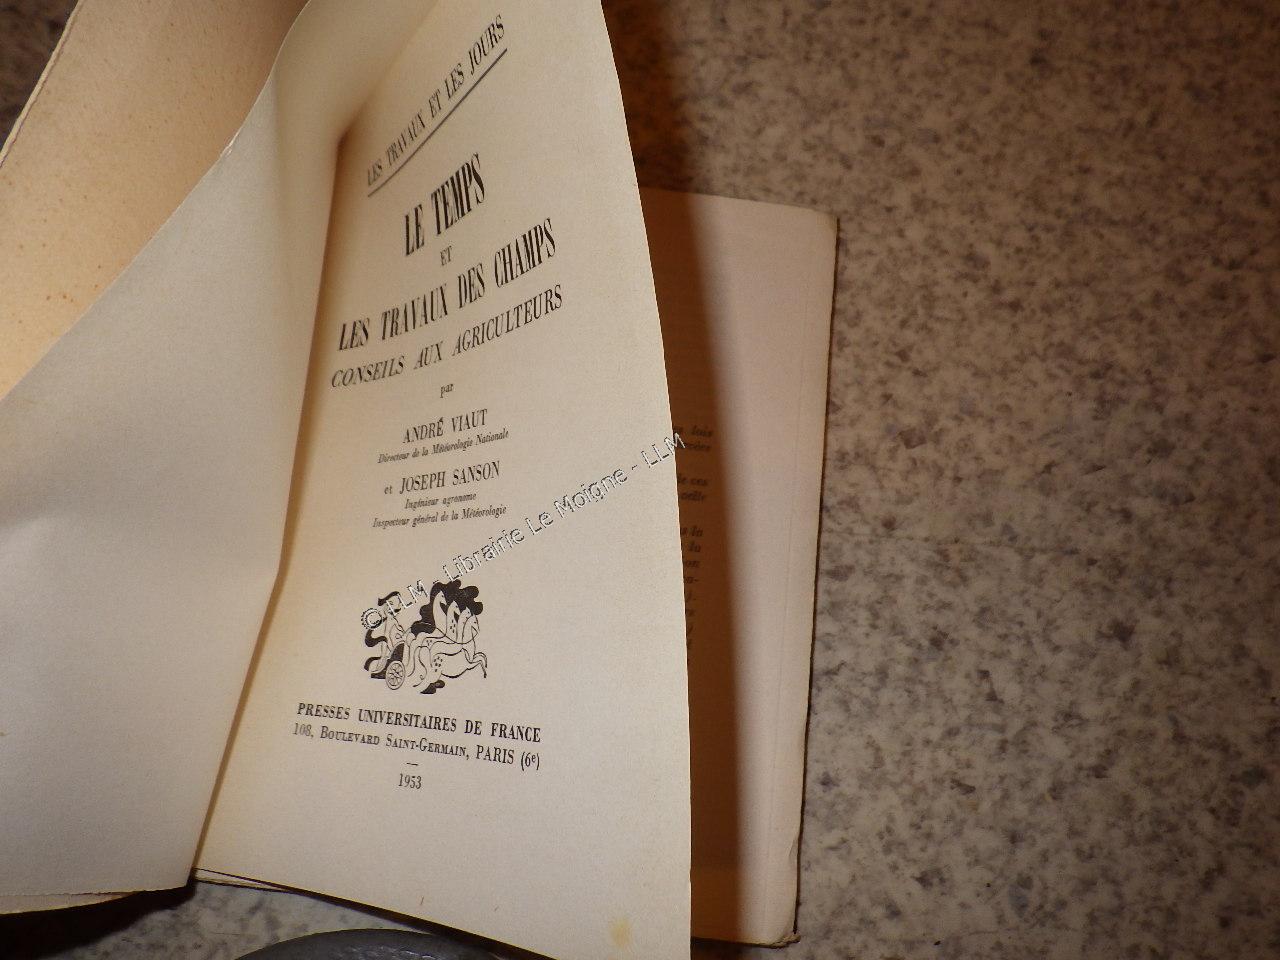 LES TRAVAUX ET LES JOURS
LE TEMPS
ET
LES TRAVAUX DES CHAMPS
CONSEILS AUX AGRICULTEURS
par
ANDRÉ VIAUT
Directeur de la Météorologie Nationale
et JOSEPH SANSON
Ingénieur agronome
Inspecteur général de la Météorologie
© LLM - Librairie Le Moigne - LLM
PRESSES UNIVERSITAIRES DE FRANCE
108, BOULEVARD SAINT-GERMAIN, PARIS (6e)
—
1953
lois